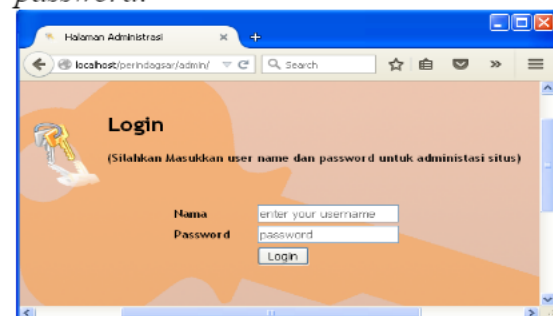 password.
Halaman Administrasi
localhost/perindagsar/admin/
Search
Login
(Silahkan Masukkan user name dan password untuk administasi situs)
Nama
enter your username
Password
password
Login